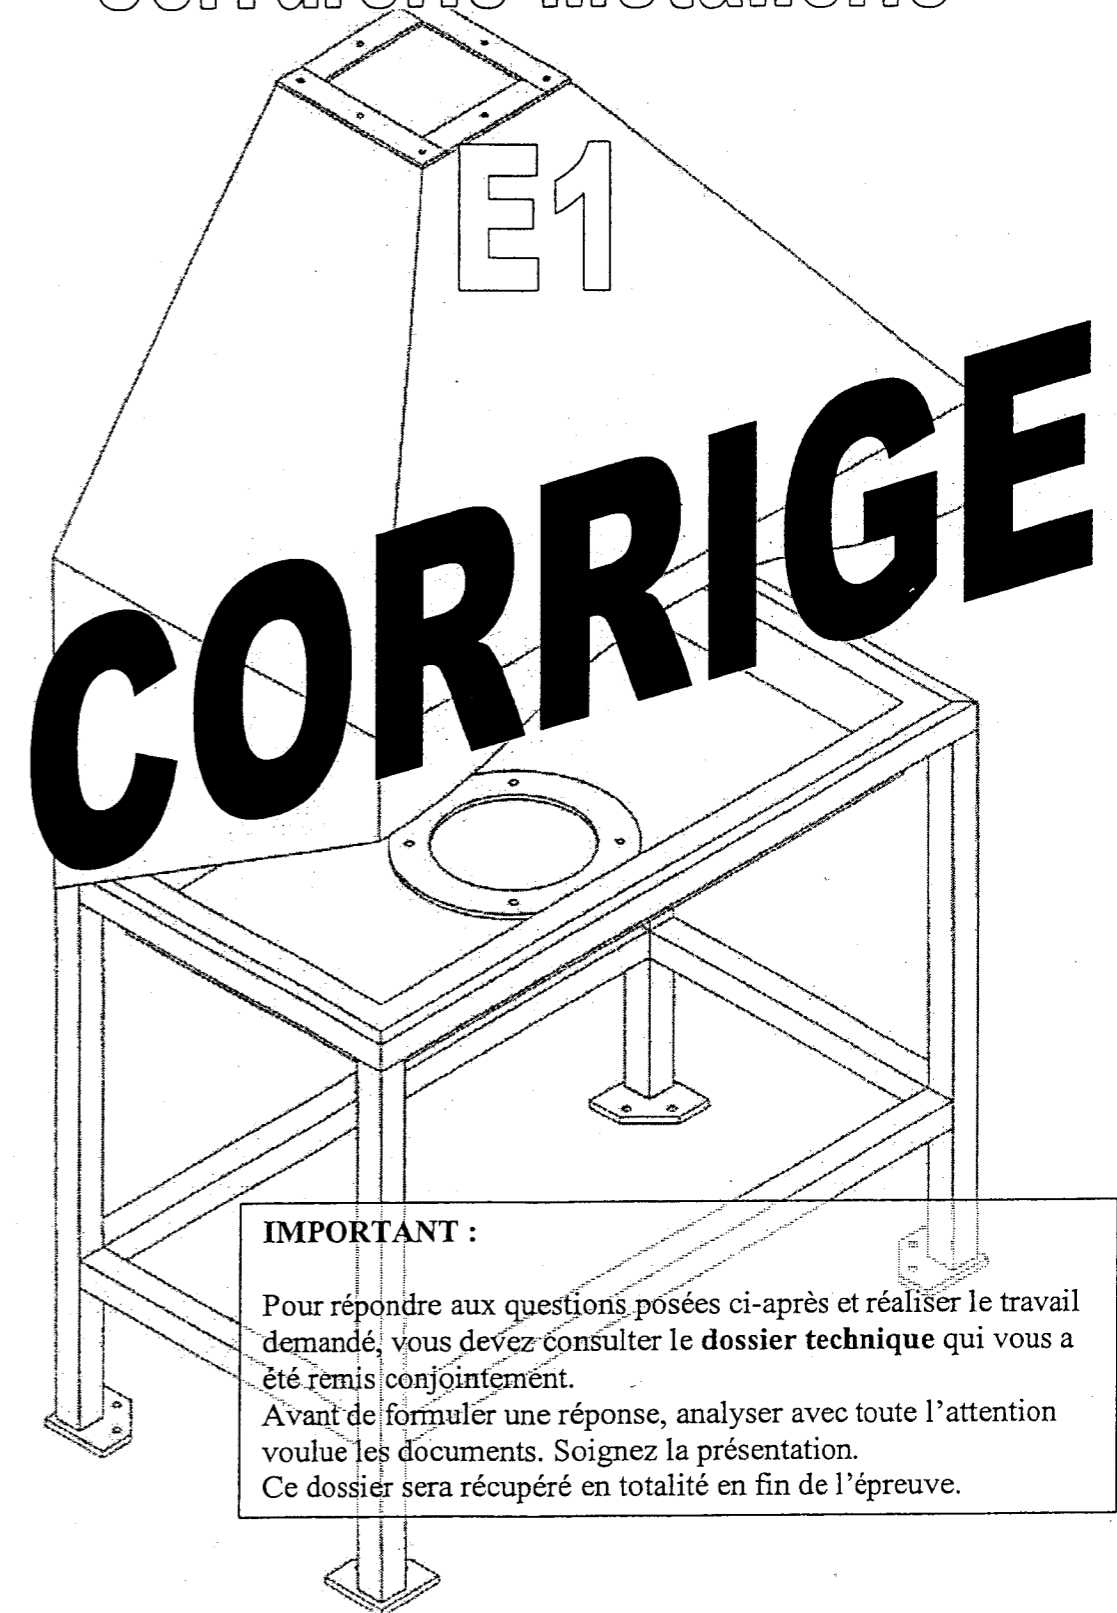 E1
CORRIGE
IMPORTANT :
Pour répondre aux questions posées ci-après et réaliser le travail
demandé, vous devez consulter le dossier technique qui vous a
été remis conjointement.
Avant de formuler une réponse, analyser avec toute l'attention
voulue les documents. Soignez la présentation.
Ce dossier sera récupéré en totalité en fin de l'épreuve.